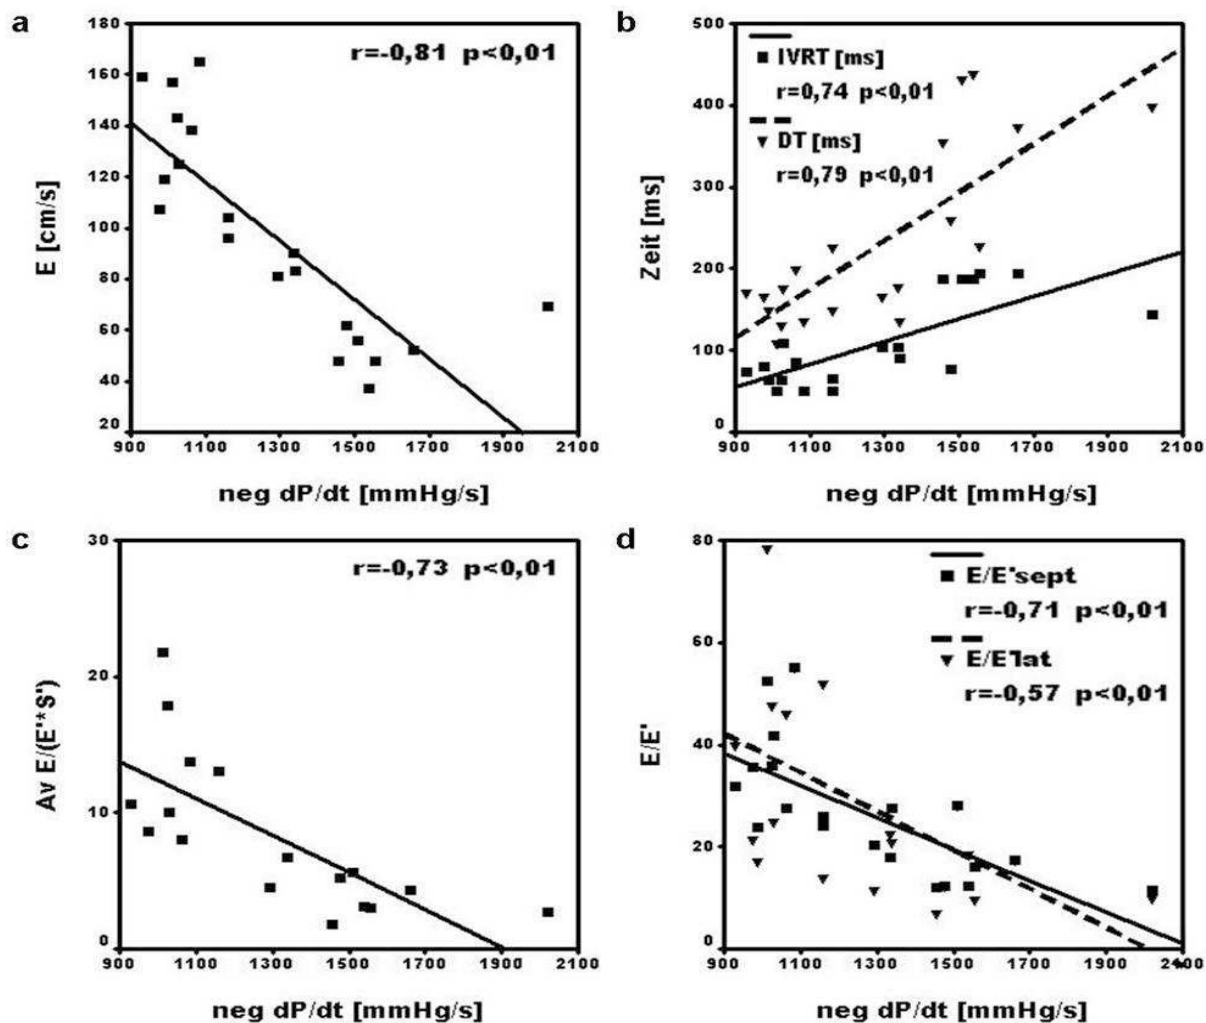 a
r=-0,81 p<0,01
180
160
140
120
100
80
60
40
20
E [cm/s]
900 1100 1300 1500 1700 1900 2100
neg dP/dt [mmHg/s]
b
500
400
300
200
100
0
Zeit [ms]
IVRT [ms]
r=0,74 p<0,01
DT [ms]
r=0,79 p<0,01
900 1100 1300 1500 1700 1900 2100
neg dP/dt [mmHg/s]
c
r=-0,73 p<0,01
30
20
10
0
Av E/(E'*S')
900 1100 1300 1500 1700 1900 2100
neg dP/dt [mmHg/s]
d
80
60
40
20
0
E/E'
E/E'sept
r=-0,71 p<0,01
E/E'lat
r=-0,57 p<0,01
900 1100 1300 1500 1700 1900 2100
neg dP/dt [mmHg/s]